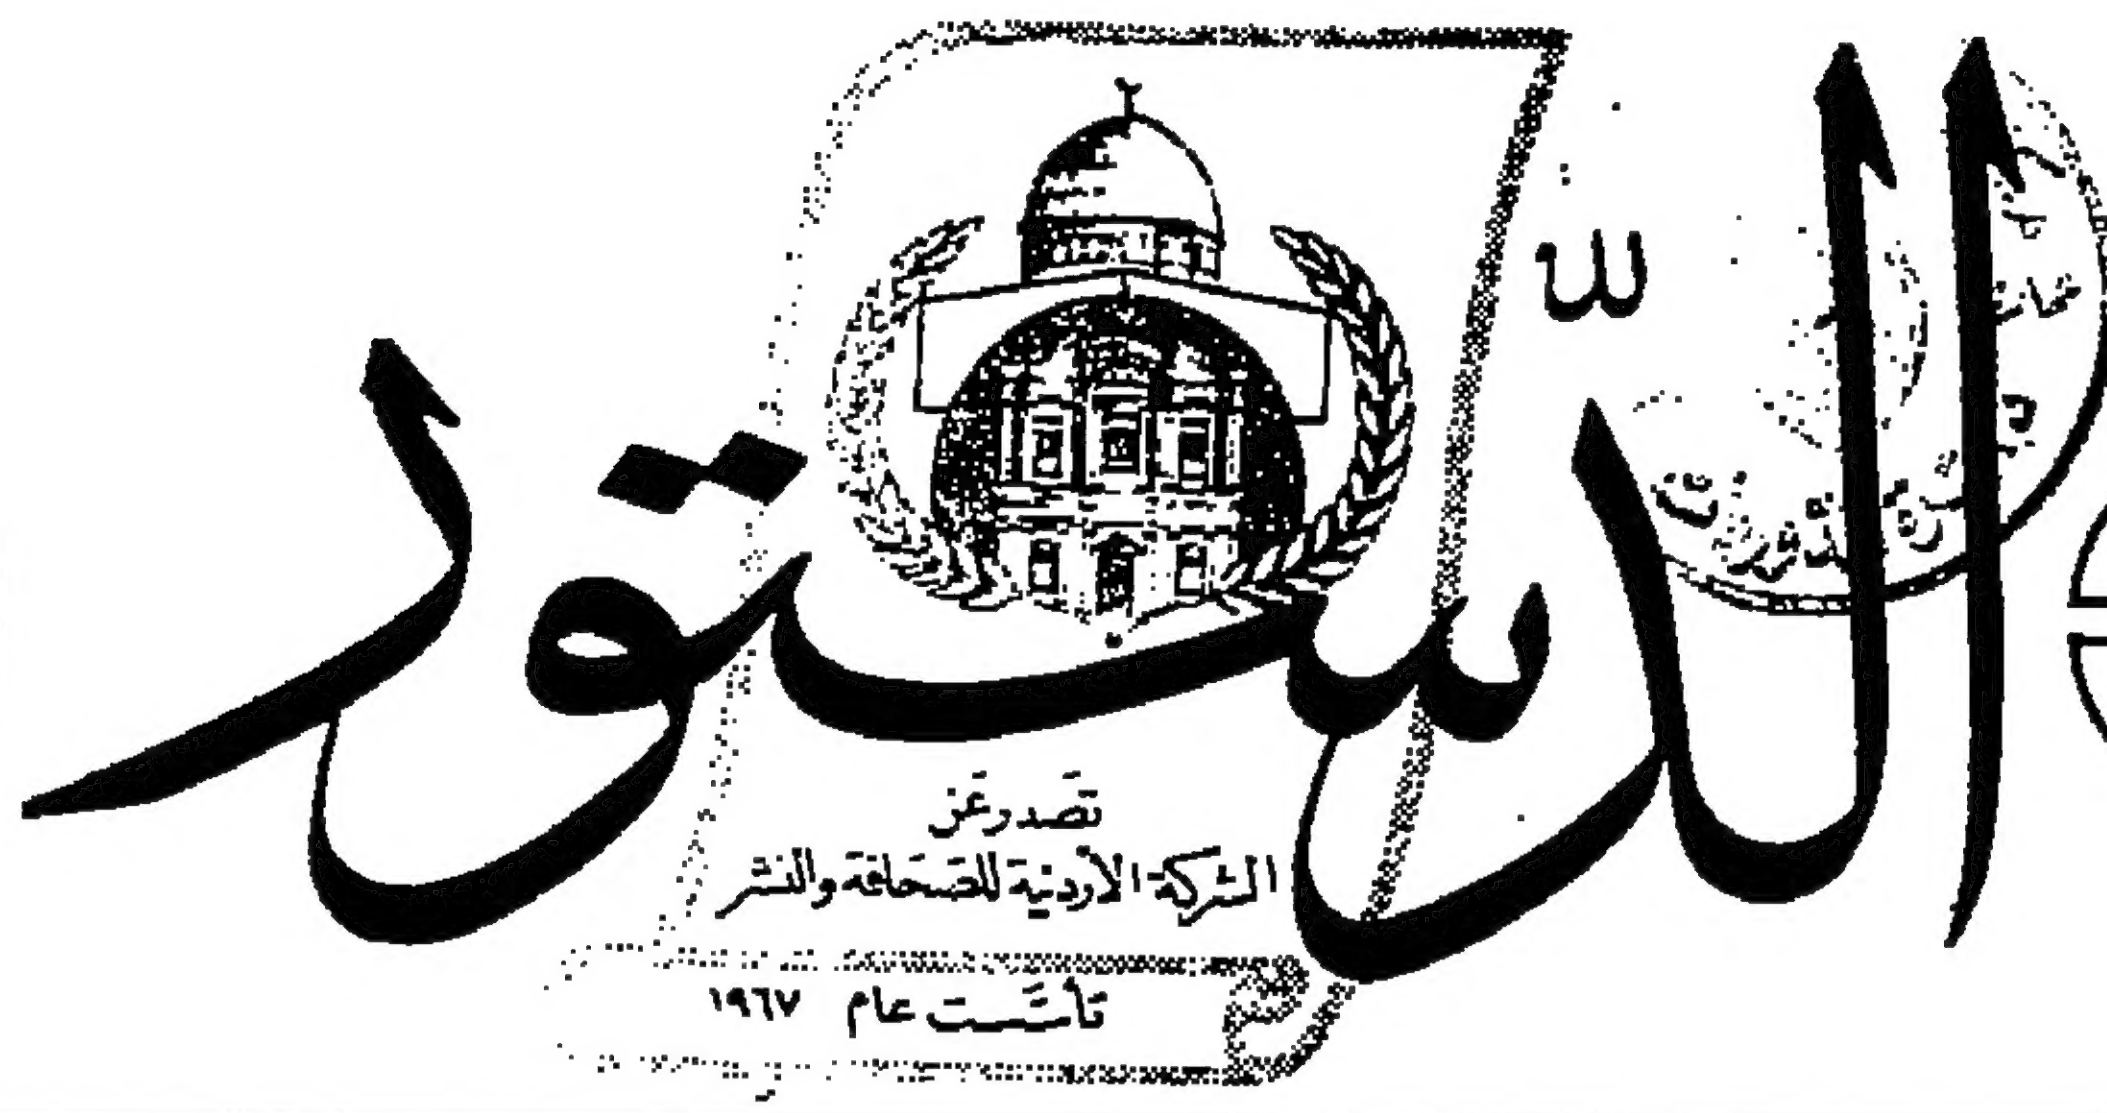 الدستور
تصدر عن
الشركة الأردنية للصحافة والنشر
تأسست عام ١٩٦٧